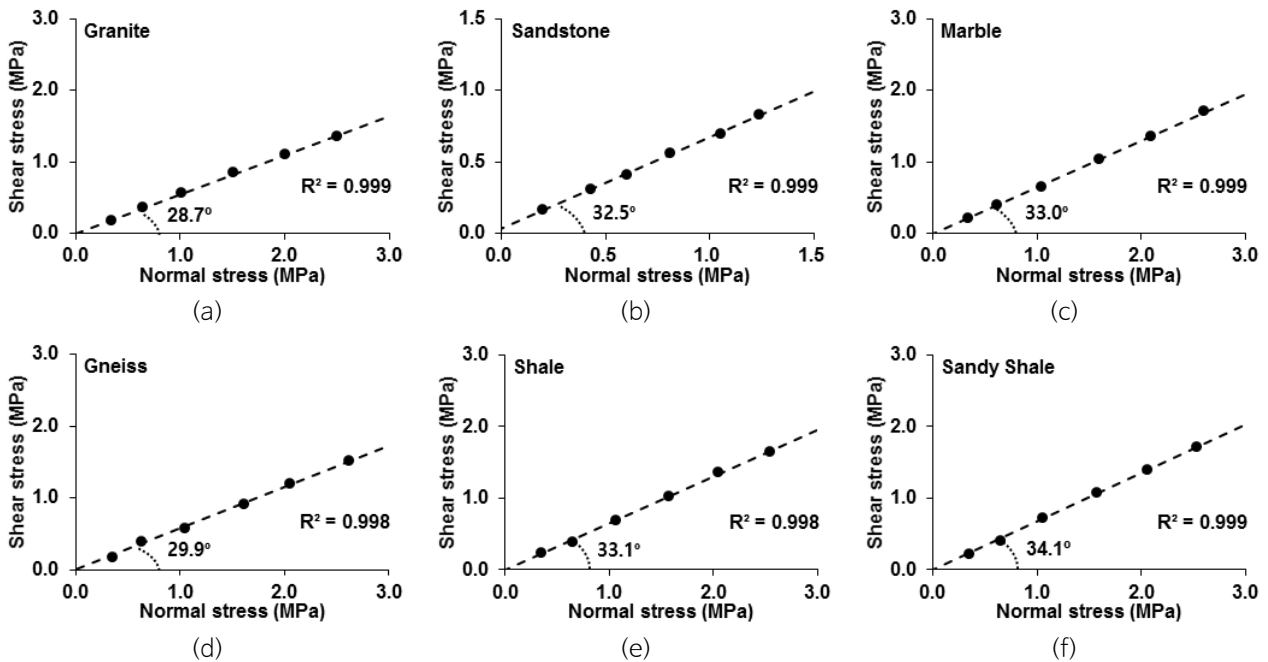 Granite
Shear stress (MPa)
3.0
2.0
1.0
0.0
R² = 0.999
28.7º
0.0 1.0 2.0 3.0
Normal stress (MPa)
(a)
Sandstone
Shear stress (MPa)
1.5
1.0
0.5
0.0
R² = 0.999
32.5º
0.0 0.5 1.0 1.5
Normal stress (MPa)
(b)
Marble
Shear stress (MPa)
3.0
2.0
1.0
0.0
R² = 0.999
33.0º
0.0 1.0 2.0 3.0
Normal stress (MPa)
(c)
Gneiss
Shear stress (MPa)
3.0
2.0
1.0
0.0
R² = 0.998
29.9º
0.0 1.0 2.0 3.0
Normal stress (MPa)
(d)
Shale
Shear stress (MPa)
3.0
2.0
1.0
0.0
R² = 0.998
33.1º
0.0 1.0 2.0 3.0
Normal stress (MPa)
(e)
Sandy Shale
Shear stress (MPa)
3.0
2.0
1.0
0.0
R² = 0.999
34.1º
0.0 1.0 2.0 3.0
Normal stress (MPa)
(f)